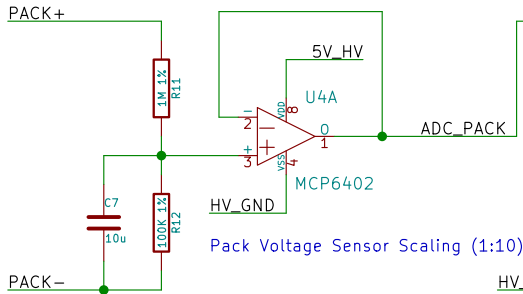 PACK+
5V_HV
1M 1%
R11
U4A
VDD
8
2
-
O
1
ADC_PACK
+
3
VSS
4
MCP6402
C7
10u
100K 1%
R12
HV_GND
Pack Voltage Sensor Scaling (1:10)
PACK-
HV_